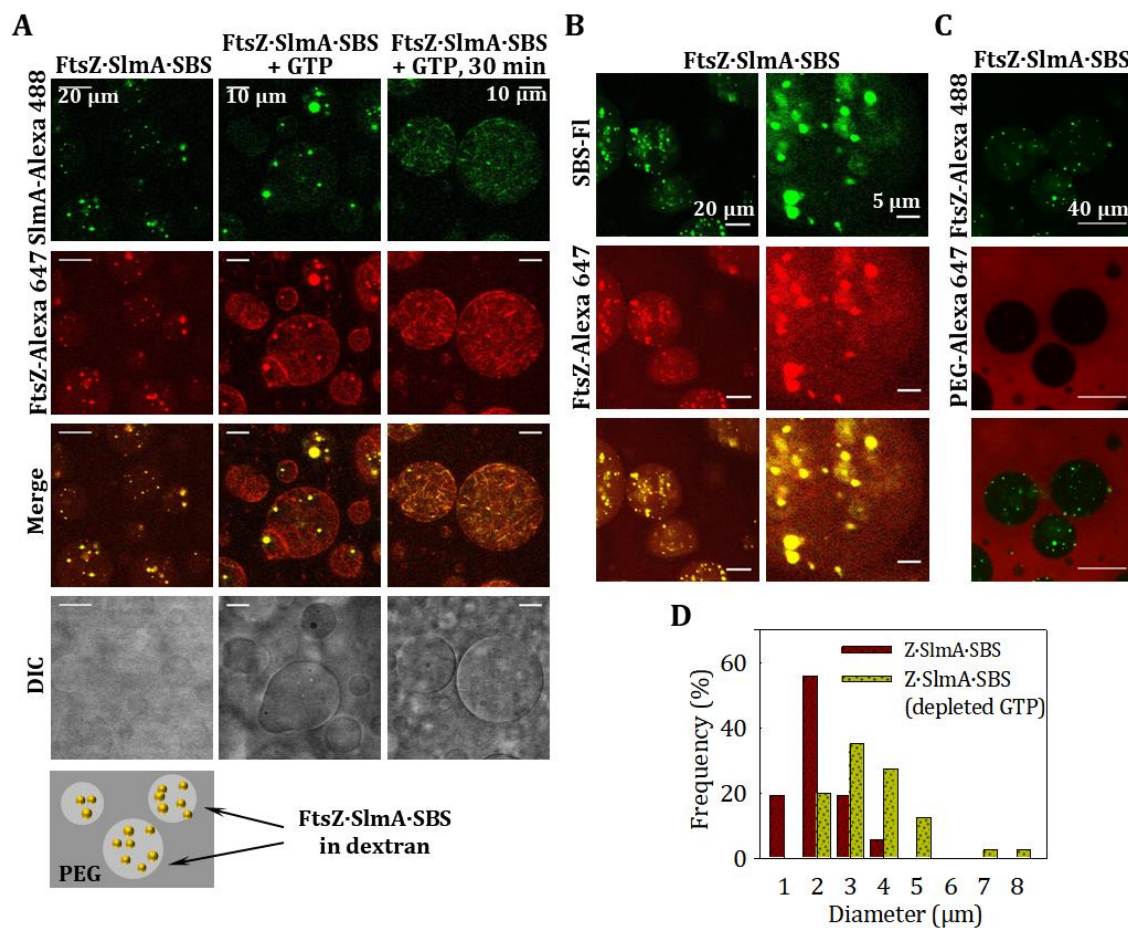 A
FtsZ·SlmA·SBS
FtsZ·SlmA·SBS
+ GTP
FtsZ·SlmA·SBS
+ GTP, 30 min
SlmA-Alexa 488
20 μm
10 μm
10 μm
FtsZ-Alexa 647
Merge
DIC
PEG
FtsZ·SlmA·SBS
in dextran
B
FtsZ·SlmA·SBS
SBS-Fl
20 μm
5 μm
FtsZ-Alexa 647
C
FtsZ·SlmA·SBS
FtsZ-Alexa 488
40 μm
PEG-Alexa 647
D
Z·SlmA·SBS
Z·SlmA·SBS
(depleted GTP)
Frequency (%)
60
40
20
0
1 2 3 4 5 6 7 8
Diameter (μm)